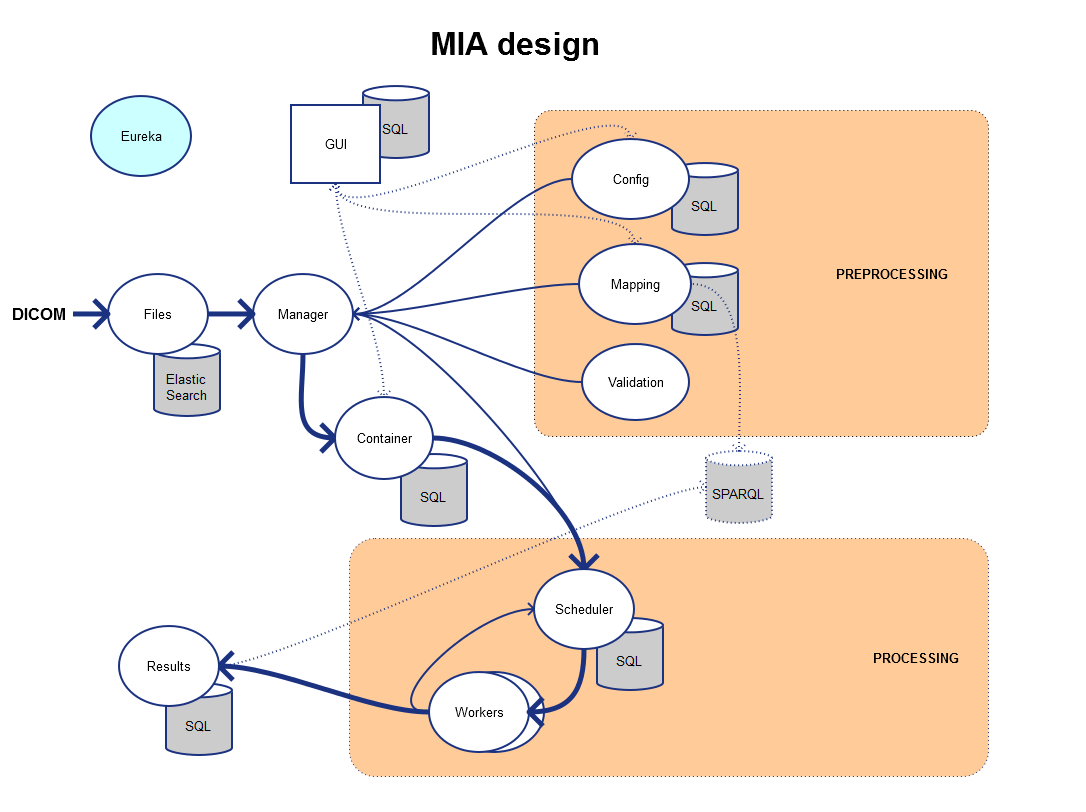 MIA design
Eureka
GUI
SQL
Config
SQL
PREPROCESSING
Mapping
SQL
DICOM
Files
Manager
Elastic
Search
Validation
Container
SQL
SPARQL
Scheduler
SQL
PROCESSING
Results
SQL
Workers